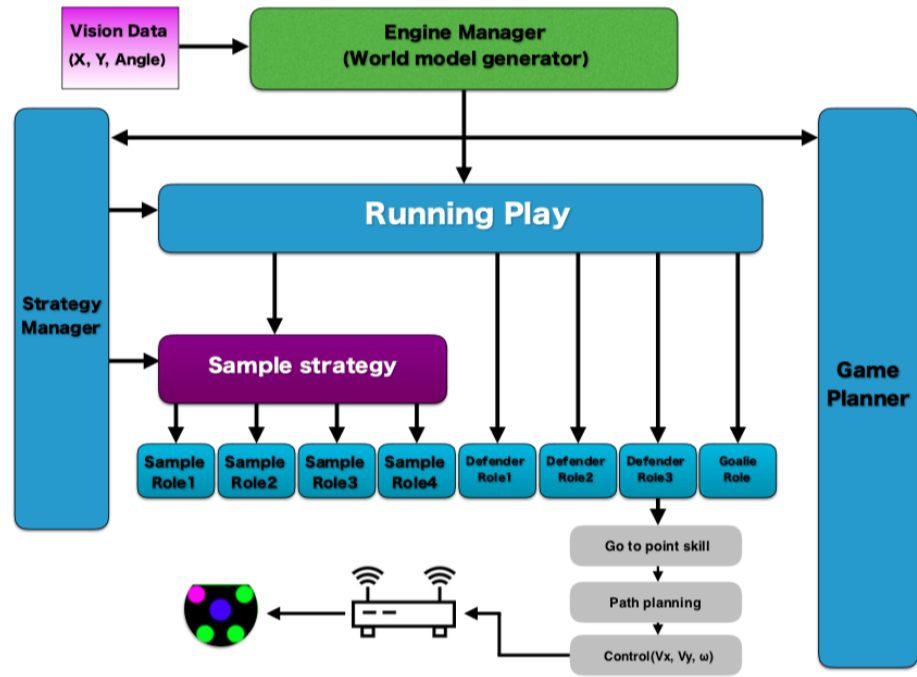 Vision Data
(X, Y, Angle)
Engine Manager
(World model generator)
Running Play
Strategy
Manager
Sample strategy
Game
Planner
Sample
Role1
Sample
Role2
Sample
Role3
Sample
Role4
Defender
Role1
Defender
Role2
Defender
Role3
Goalie
Role
Go to point skill
Path planning
Control(Vx, Vy, ω)